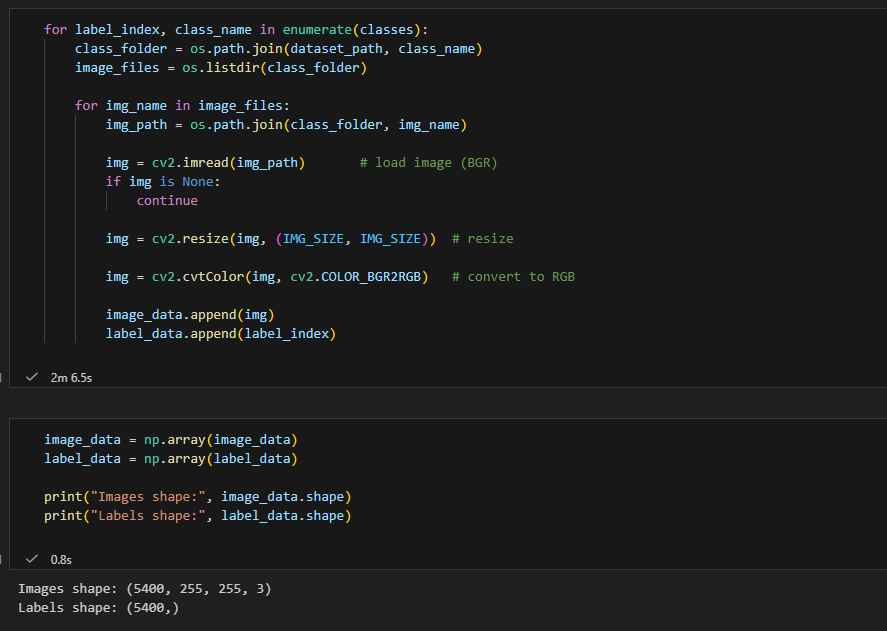 for label_index, class_name in enumerate(classes):
    class_folder = os.path.join(dataset_path, class_name)
    image_files = os.listdir(class_folder)
    for img_name in image_files:
        img_path = os.path.join(class_folder, img_name)
        img = cv2.imread(img_path)       # load image (BGR)
        if img is None:
            continue
        img = cv2.resize(img, (IMG_SIZE, IMG_SIZE))  # resize
        img = cv2.cvtColor(img, cv2.COLOR_BGR2RGB)   # convert to RGB
        image_data.append(img)
        label_data.append(label_index)
2m 6.5s
image_data = np.array(image_data)
label_data = np.array(label_data)
print("Images shape:", image_data.shape)
print("Labels shape:", label_data.shape)
0.8s
Images shape: (5400, 255, 255, 3)
Labels shape: (5400,)